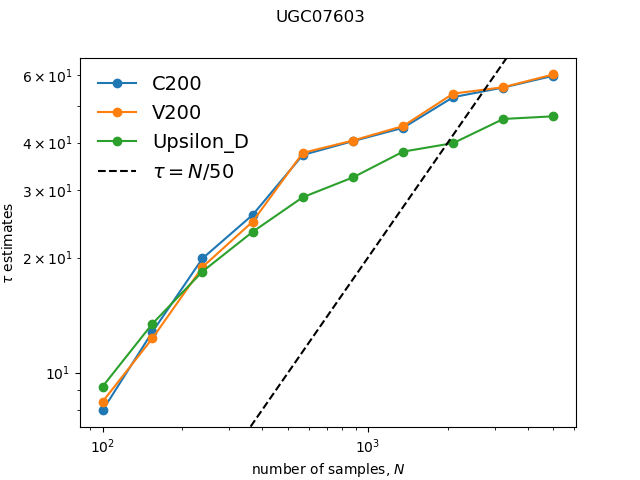 UGC07603
C200
V200
Upsilon_D
τ = N/50
6 × 10¹
4 × 10¹
3 × 10¹
2 × 10¹
10¹
τ estimates
10² 10³
number of samples, N